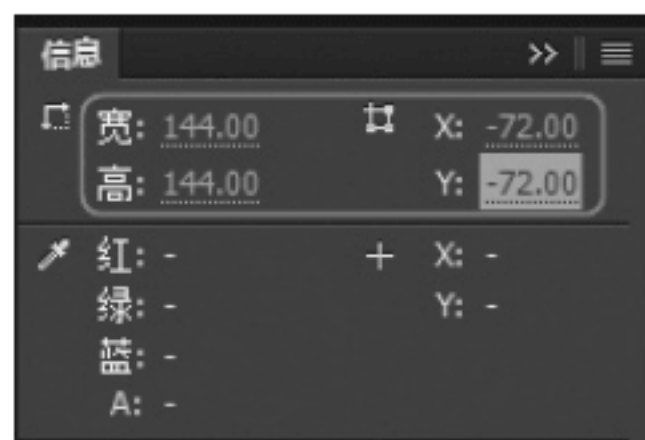 信息
宽: 144.00 X: -72.00
高: 144.00 Y: -72.00
红: - X: -
绿: - Y: -
蓝: -
A: -